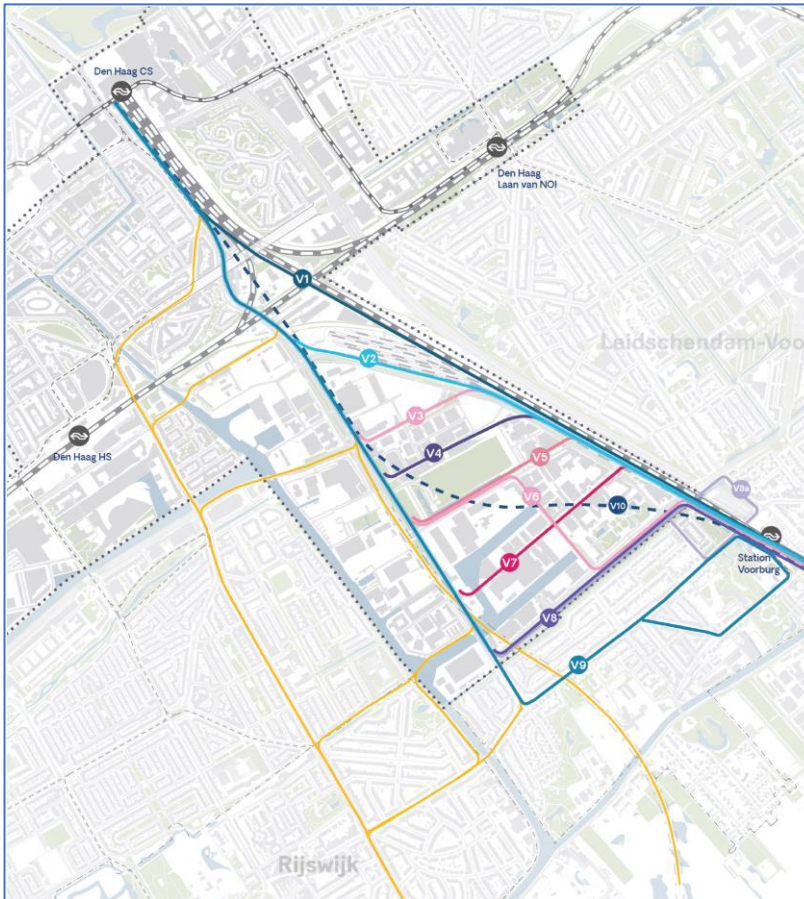 Den Haag CS
Den Haag
Laan van NOI
V1
Leidschendam-Voo
V2
V3
Den Haag HS
V4
V5
V6
V8a
V10
V7
Station
Voorburg
V8
V9
Rijswijk